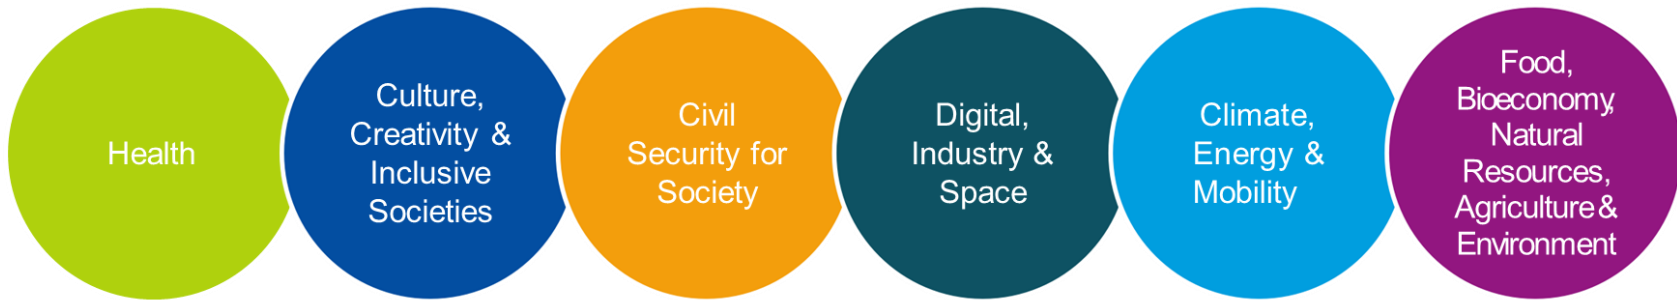 Health
Culture,
Creativity &
Inclusive
Societies
Civil
Security for
Society
Digital,
Industry &
Space
Climate,
Energy &
Mobility
Food,
Bioeconomy,
Natural
Resources,
Agriculture &
Environment